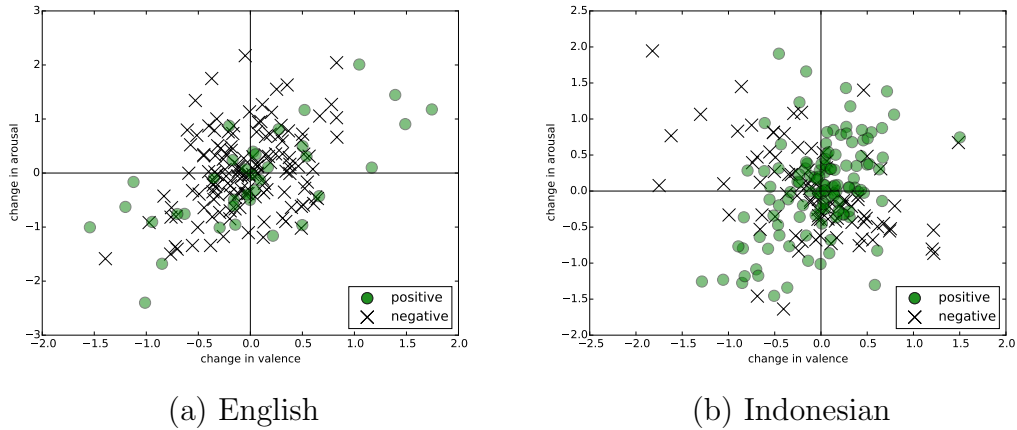 3
2
1
0
−1
−2
−3
−2.0 −1.5 −1.0 −0.5 0.0 0.5 1.0 1.5 2.0
change in valence
change in arousal
positive
negative
(a) English
2.5
2.0
1.5
1.0
0.5
0.0
−0.5
−1.0
−1.5
−2.0
−2.5 −2.0 −1.5 −1.0 −0.5 0.0 0.5 1.0 1.5 2.0
change in valence
change in arousal
positive
negative
(b) Indonesian